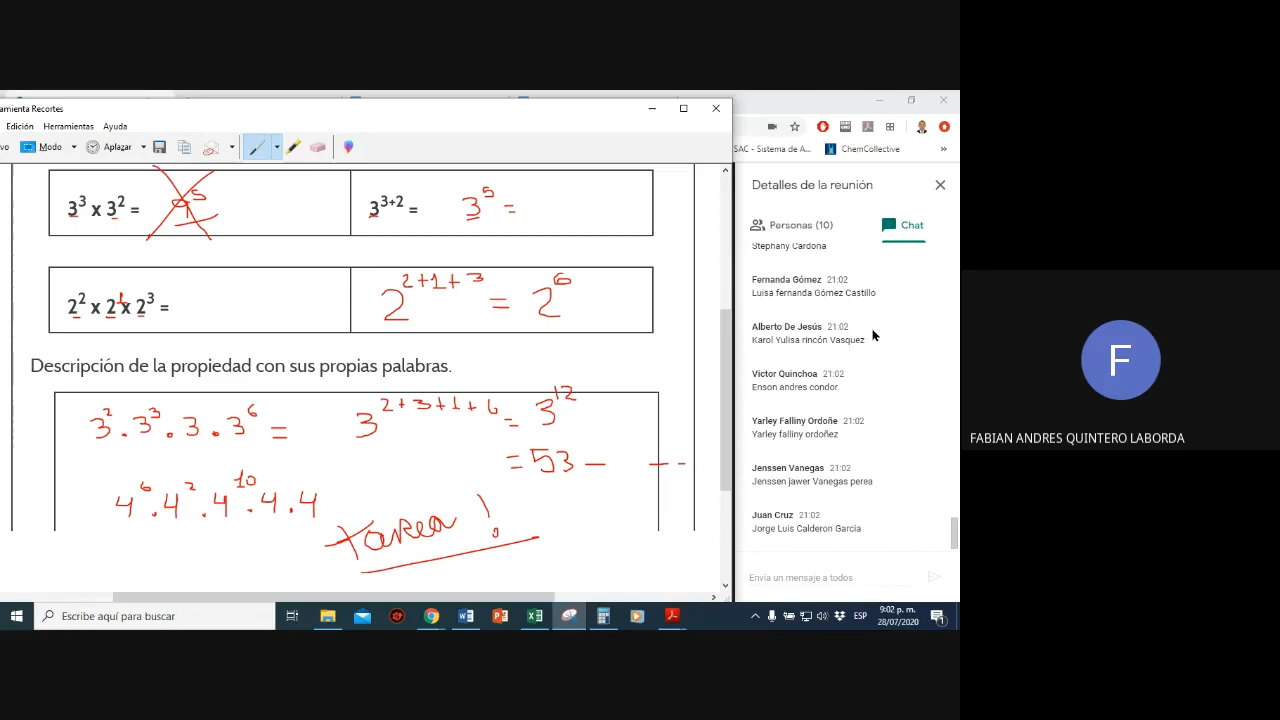 amienta Recortes
Edición Herramientas Ayuda
vo Modo Aplazar
3³ x 3² = 9⁵
3³⁺² = 3⁵ =
2² x 2¹ x 2³ =
2²⁺¹⁺³ = 2⁶
Descripción de la propiedad con sus propias palabras.
3² . 3³ . 3 . 3⁶ = 3²⁺³⁺¹⁺⁶ = 3¹²
= 53 - - -
4⁶ . 4² . 4¹⁰ . 4 . 4
Tarea !
SAC - Sistema de A... ChemCollective »
Detalles de la reunión
Personas (10) Chat
Stephany Cardona
Fernanda Gómez 21:02
Luisa fernanda Gómez Castillo
Alberto De Jesús 21:02
Karol Yulisa rincón Vasquez
Victor Quinchoa 21:02
Enson andres condor.
Yarley Falliny Ordoñe 21:02
Yarley falliny ordoñez
Jenssen Vanegas 21:02
Jenssen jawer Vanegas perea
Juan Cruz 21:02
Jorge Luis Calderon Garcia
Envía un mensaje a todos
F
FABIAN ANDRES QUINTERO LABORDA
Escribe aquí para buscar
ESP
9:02 p. m.
28/07/2020
1